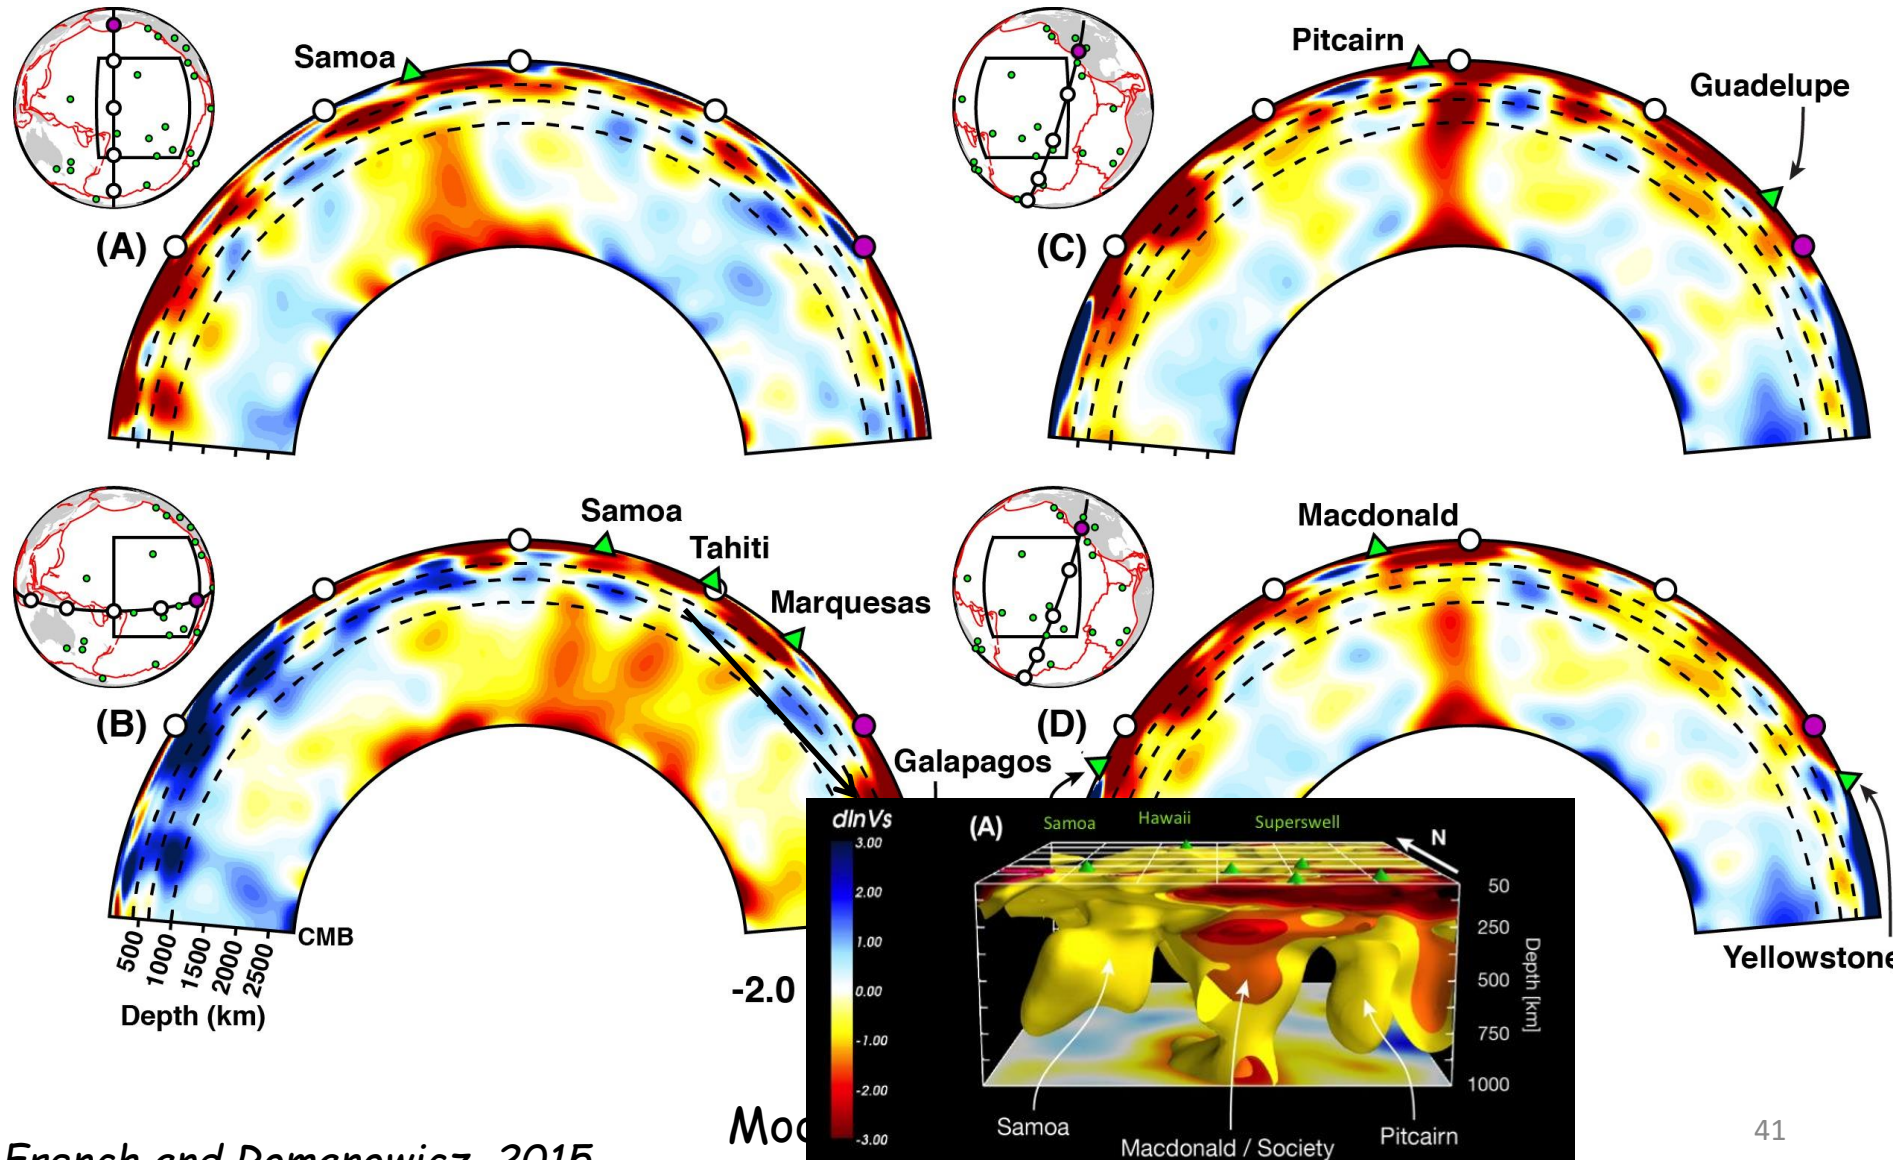 Samoa
(A)
Pitcairn
Guadelupe
(C)
Samoa
Tahiti
Marquesas
(B)
Galapagos
CMB
500
1000
1500
2000
2500
Depth (km)
-2.0
Macdonald
(D)
Yellowstone
dlnVs
3.00
2.00
1.00
0.00
-1.00
-2.00
-3.00
(A)
Samoa
Hawaii
Superswell
N
50
250
500
750
1000
Depth [km]
Samoa
Macdonald / Society
Pitcairn
41
2015